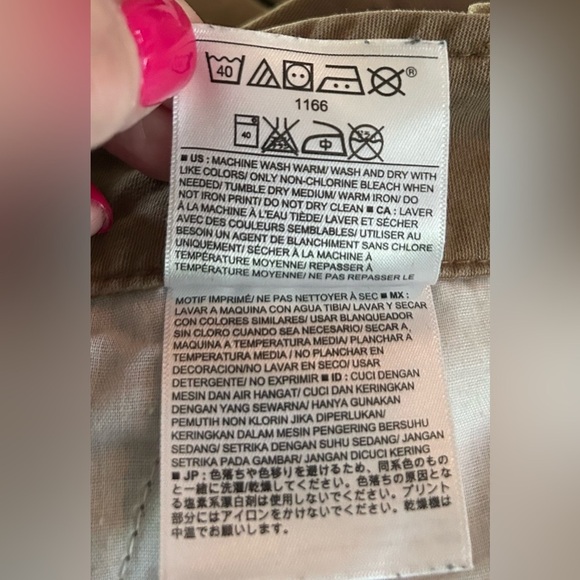 40 ®
1166
40
■ US : MACHINE WASH WARM/ WASH AND DRY WITH
LIKE COLORS/ ONLY NON-CHLORINE BLEACH WHEN
NEEDED/ TUMBLE DRY MEDIUM/ WARM IRON/ DO
NOT IRON PRINT/ DO NOT DRY CLEAN ■ CA : LAVER
À LA MACHINE À L'EAU TIÈDE/ LAVER ET SÉCHER
AVEC DES COULEURS SEMBLABLES/ UTILISER AU
BESOIN UN AGENT DE BLANCHIMENT SANS CHLORE
UNIQUEMENT/ SÉCHER À LA MACHINE À
TEMPÉRATURE MOYENNE/ REPASSER À
TEMPÉRATURE MOYENNE/ NE PAS REPASSER LE
MOTIF IMPRIMÉ/ NE PAS NETTOYER À SEC ■ MX :
LAVAR A MAQUINA CON AGUA TIBIA/ LAVAR Y SECAR
CON COLORES SIMILARES/ USAR BLANQUEADOR
SIN CLORO CUANDO SEA NECESARIO/ SECAR A
MAQUINA A TEMPERATURA MEDIA/ PLANCHAR A
TEMPERATURA MEDIA / NO PLANCHAR EN
DECORACION/NO LAVAR EN SECO/ USAR
DETERGENTE/ NO EXPRIMIR ■ ID : CUCI DENGAN
MESIN DAN AIR HANGAT/ CUCI DAN KERINGKAN
DENGAN YANG SEWARNA/ HANYA GUNAKAN
PEMUTIH NON KLORIN JIKA DIPERLUKAN/
KERINGKAN DALAM MESIN PENGERING BERSUHU
SEDANG/ SETRIKA DENGAN SUHU SEDANG/ JANGAN
SETRIKA PADA GAMBAR/ JANGAN DICUCI KERING
■ JP : 色落ちや色移りを避けるため、同系色のもの
と一緒に洗濯/乾燥してください。色落ちの原因とな
る塩素系漂白剤は使用しないでください。プリント
部分にはアイロンをかけないでください。乾燥機は
中温でお願いします。